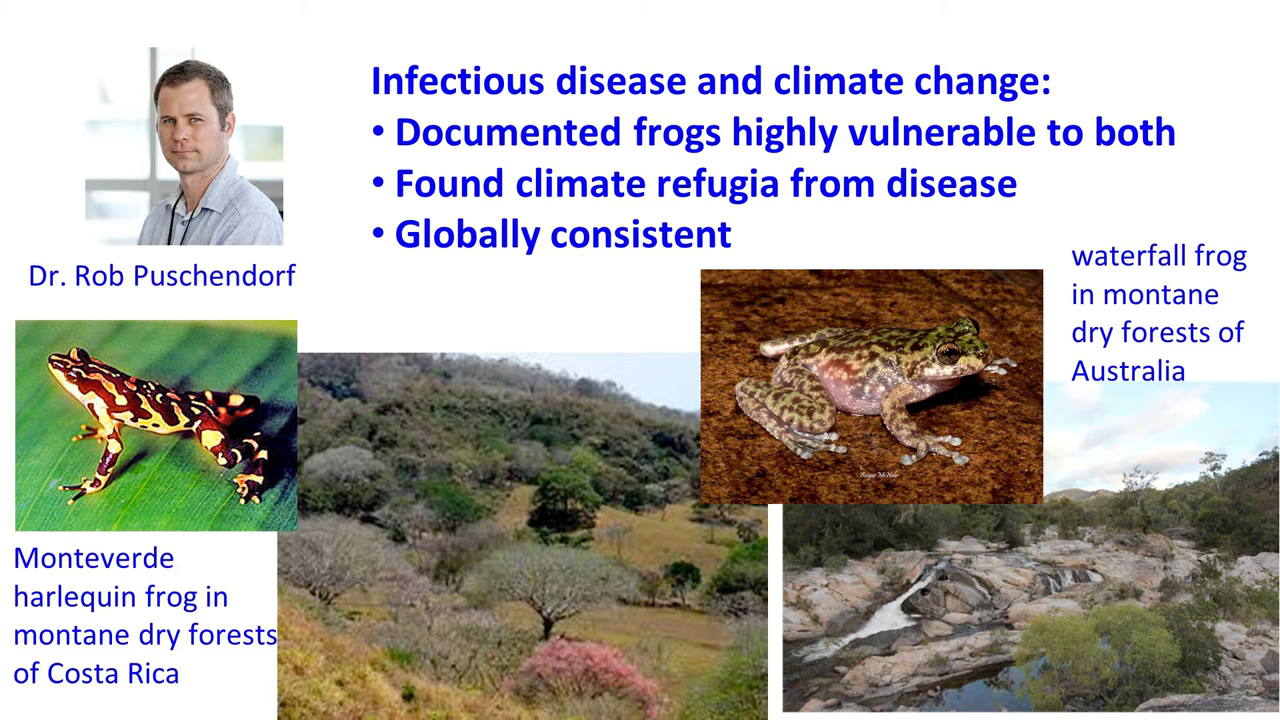 Infectious disease and climate change:
• Documented frogs highly vulnerable to both
• Found climate refugia from disease
• Globally consistent
Dr. Rob Puschendorf
waterfall frog
in montane
dry forests of
Australia
Monteverde
harlequin frog in
montane dry forests
of Costa Rica